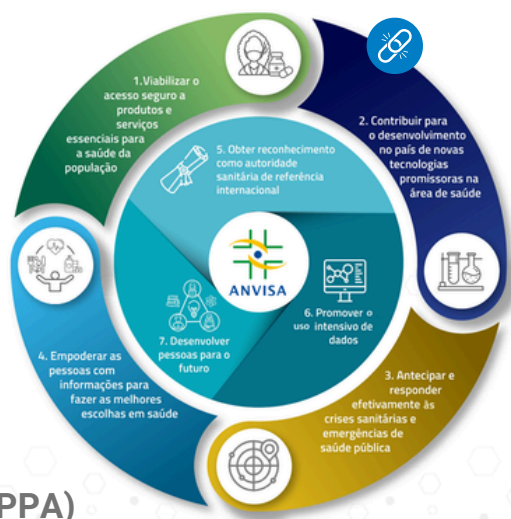 1.Viabilizar o
acesso seguro a
produtos e
serviços
essenciais para
a saúde da
população
2. Contribuir para
o desenvolvimento
no país de novas
tecnologias
promissoras na
área de saúde
3. Antecipar e
responder
efetivamente às
crises sanitárias e
emergências de
saúde pública
4. Empoderar as
pessoas com
informações para
fazer as melhores
escolhas em saúde
5. Obter reconhecimento
como autoridade
sanitária de referência
internacional
6. Promover o
uso intensivo de
dados
7. Desenvolver
pessoas para o
futuro
ANVISA
PPA)